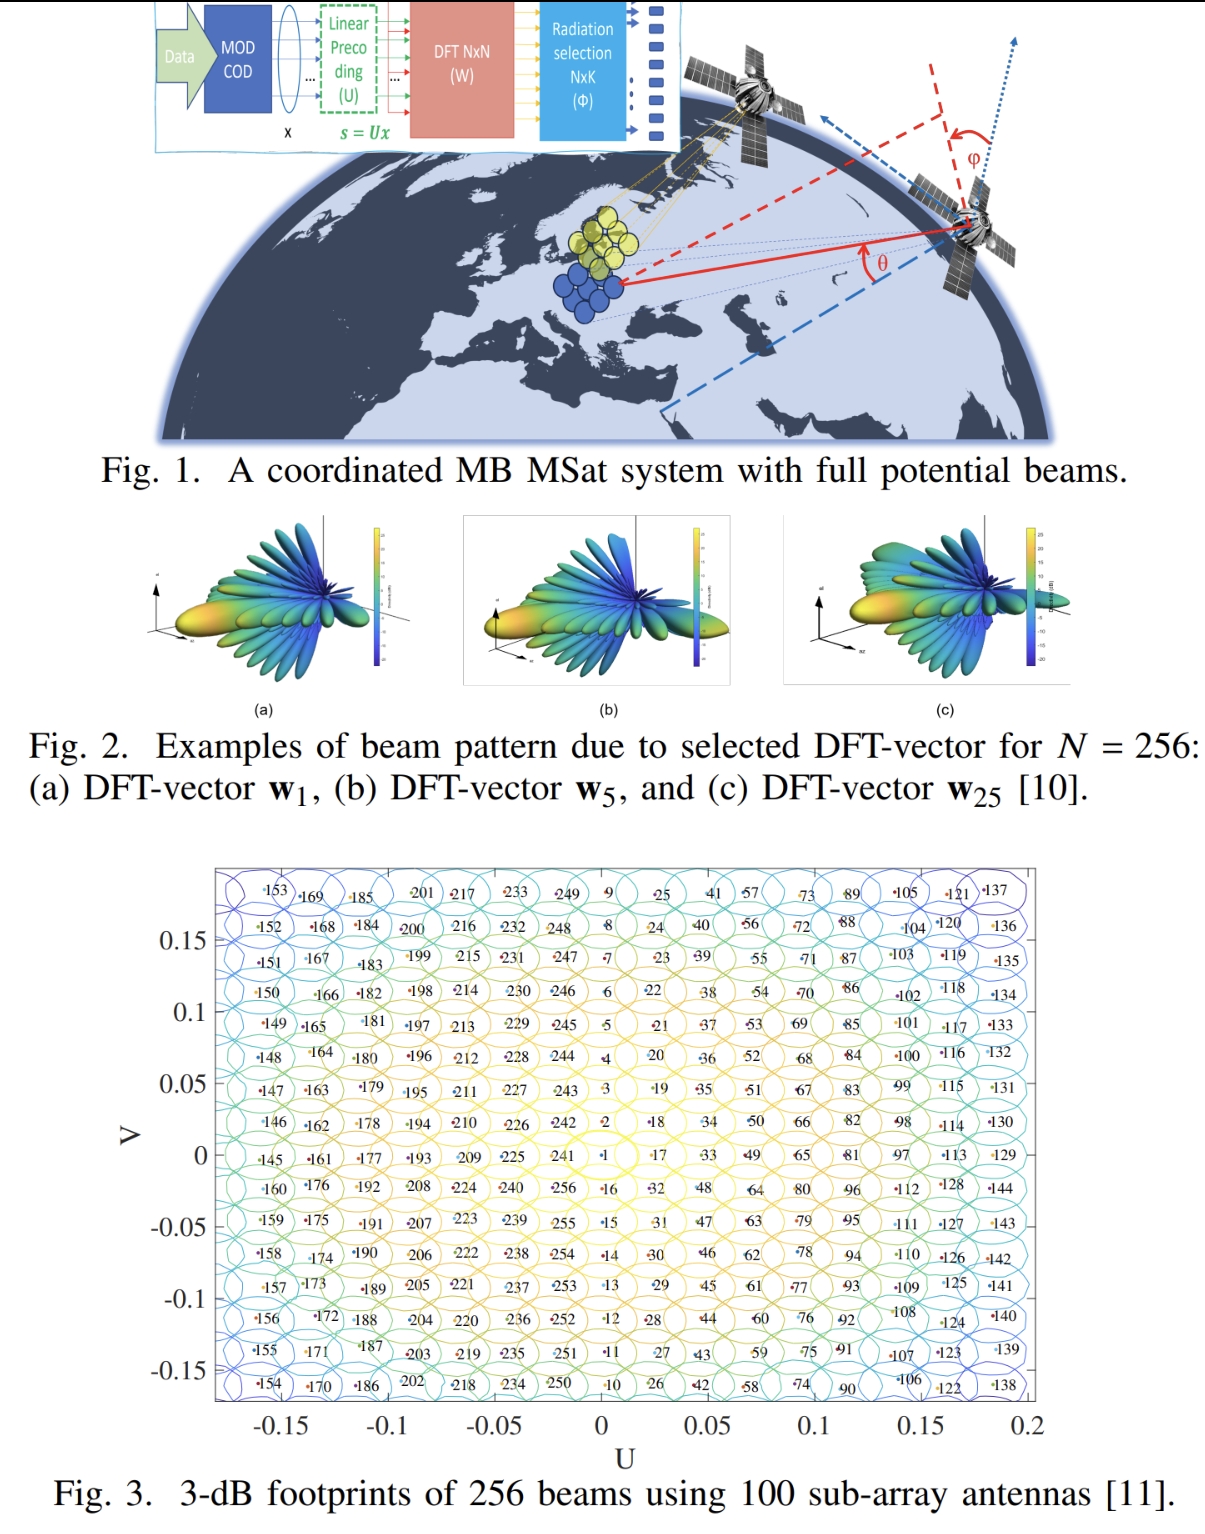 Data
MOD
COD
...
x
Linear
Preco
ding
(U)
s = Ux
...
DFT NxN
(W)
Radiation
selection
NxK
(Φ)
φ
θ
Fig. 1. A coordinated MB MSat system with full potential beams.
(a)
(b)
(c)
Fig. 2. Examples of beam pattern due to selected DFT-vector for N = 256:
(a) DFT-vector w1, (b) DFT-vector w5, and (c) DFT-vector w25 [10].
153 169 185 201 217 233 249 9 25 41 57 73 89 105 121 137
152 168 184 200 216 232 248 8 24 40 56 72 88 104 120 136
0.15
151 167 183 199 215 231 247 7 23 39 55 71 87 103 119 135
150 166 182 198 214 230 246 6 22 38 54 70 86 102 118 134
0.1
149 165 181 197 213 229 245 5 21 37 53 69 85 101 117 133
148 164 180 196 212 228 244 4 20 36 52 68 84 100 116 132
0.05
147 163 179 195 211 227 243 3 19 35 51 67 83 99 115 131
146 162 178 194 210 226 242 2 18 34 50 66 82 98 114 130
V
0
145 161 177 193 209 225 241 1 17 33 49 65 81 97 113 129
160 176 192 208 224 240 256 16 32 48 64 80 96 112 128 144
-0.05
159 175 191 207 223 239 255 15 31 47 63 79 95 111 127 143
158 174 190 206 222 238 254 14 30 46 62 78 94 110 126 142
-0.1
157 173 189 205 221 237 253 13 29 45 61 77 93 109 125 141
156 172 188 204 220 236 252 12 28 44 60 76 92 108 124 140
-0.15
155 171 187 203 219 235 251 11 27 43 59 75 91 107 123 139
154 170 186 202 218 234 250 10 26 42 58 74 90 106 122 138
-0.15 -0.1 -0.05 0 0.05 0.1 0.15 0.2
U
Fig. 3. 3-dB footprints of 256 beams using 100 sub-array antennas [11].